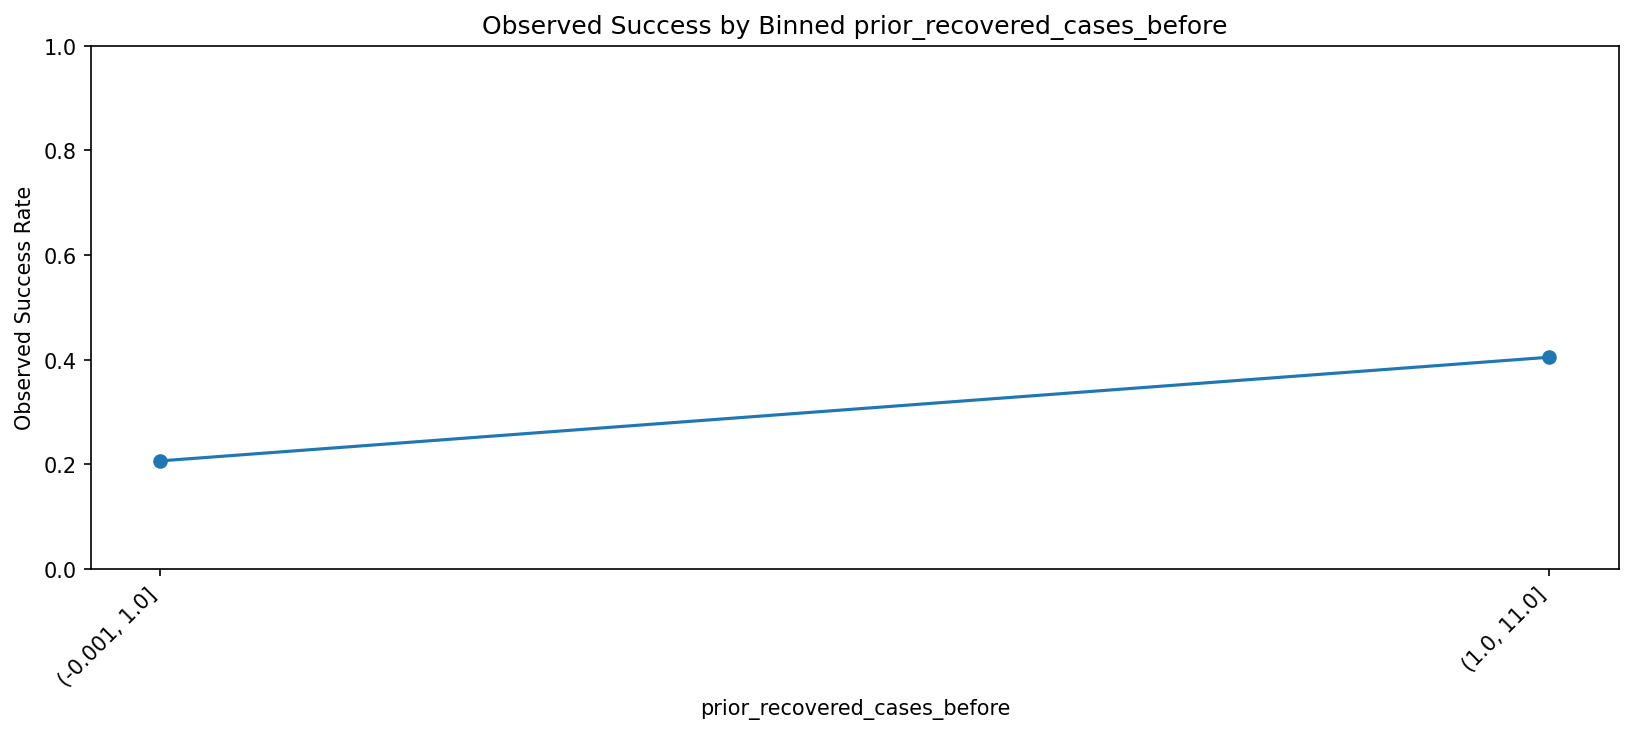 Observed Success by Binned prior_recovered_cases_before
Observed Success Rate
1.0
0.8
0.6
0.4
0.2
0.0
(-0.001, 1.0]
(1.0, 11.0]
prior_recovered_cases_before